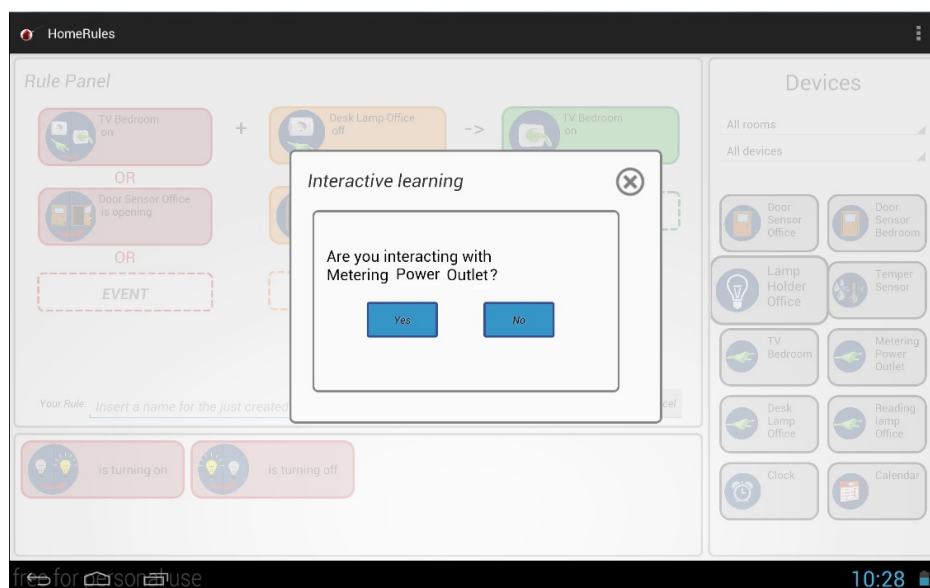 HomeRules
Rule Panel
TV Bedroom
on
+
Desk Lamp Office
off
->
TV Bedroom
on
OR
Door Sensor Office
is opening
OR
EVENT
Interactive learning
Are you interacting with
Metering Power Outlet?
Yes
No
Your Rule:
Insert a name for the just created
is turning on
is turning off
Devices
All rooms
All devices
Door
Sensor
Office
Door
Sensor
Bedroom
Lamp
Holder
Office
Temper
Sensor
TV
Bedroom
Metering
Power
Outlet
Desk
Lamp
Office
Reading
lamp
Office
Clock
Calendar
free for personal use
10:28